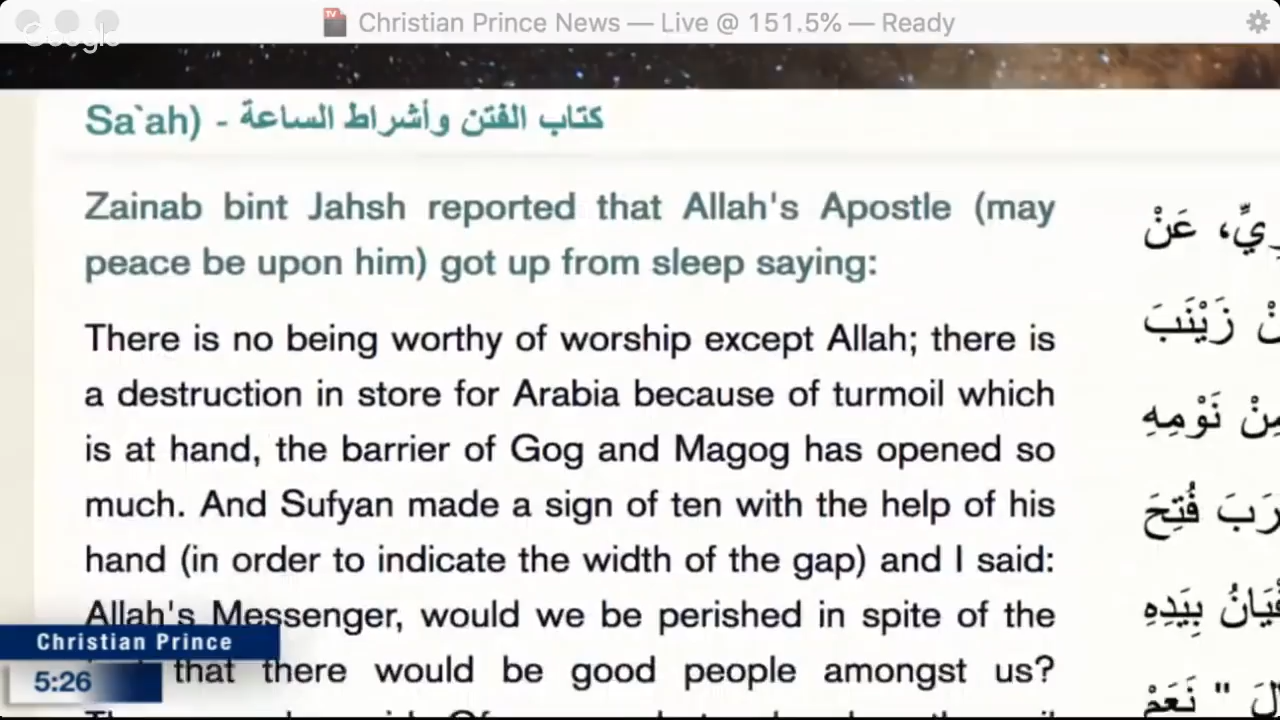 Christian Prince News — Live @ 151.5% — Ready
Google
Sa`ah) - كتاب الفتن وأشراط الساعة
Zainab bint Jahsh reported that Allah's Apostle (may
peace be upon him) got up from sleep saying:
There is no being worthy of worship except Allah; there is
a destruction in store for Arabia because of turmoil which
is at hand, the barrier of Gog and Magog has opened so
much. And Sufyan made a sign of ten with the help of his
hand (in order to indicate the width of the gap) and I said:
Allah's Messenger, would we be perished in spite of the
that there would be good people amongst us?
عَنْ
زَيْنَبَ
نَوْمِهِ
فُتِحَ
بِيَدِهِ
" نَعَمْ
Christian Prince
5:26